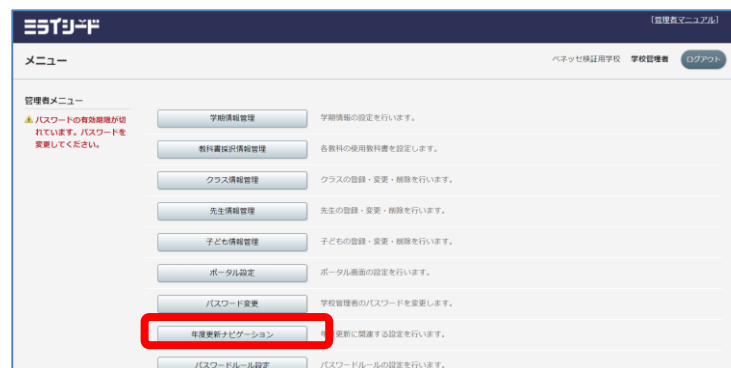 ミライシード
[管理者マニュアル]
メニュー
ベネッセ検証用学校 学校管理者 ログアウト
管理者メニュー
パスワードの有効期限が切
れています。パスワードを
変更してください。
学期情報管理 学期情報の設定を行います。
教科書採択情報管理 各教科の使用教科書を設定します。
クラス情報管理 クラスの登録・変更・削除を行います。
先生情報管理 先生の登録・変更・削除を行います。
子ども情報管理 子どもの登録・変更・削除を行います。
ポータル設定 ポータル画面の設定を行います。
パスワード変更 学校管理者のパスワードを変更します。
年度更新ナビゲーション 年度更新に関連する設定を行います。
パスワードルール設定 パスワードルールの設定を行います。